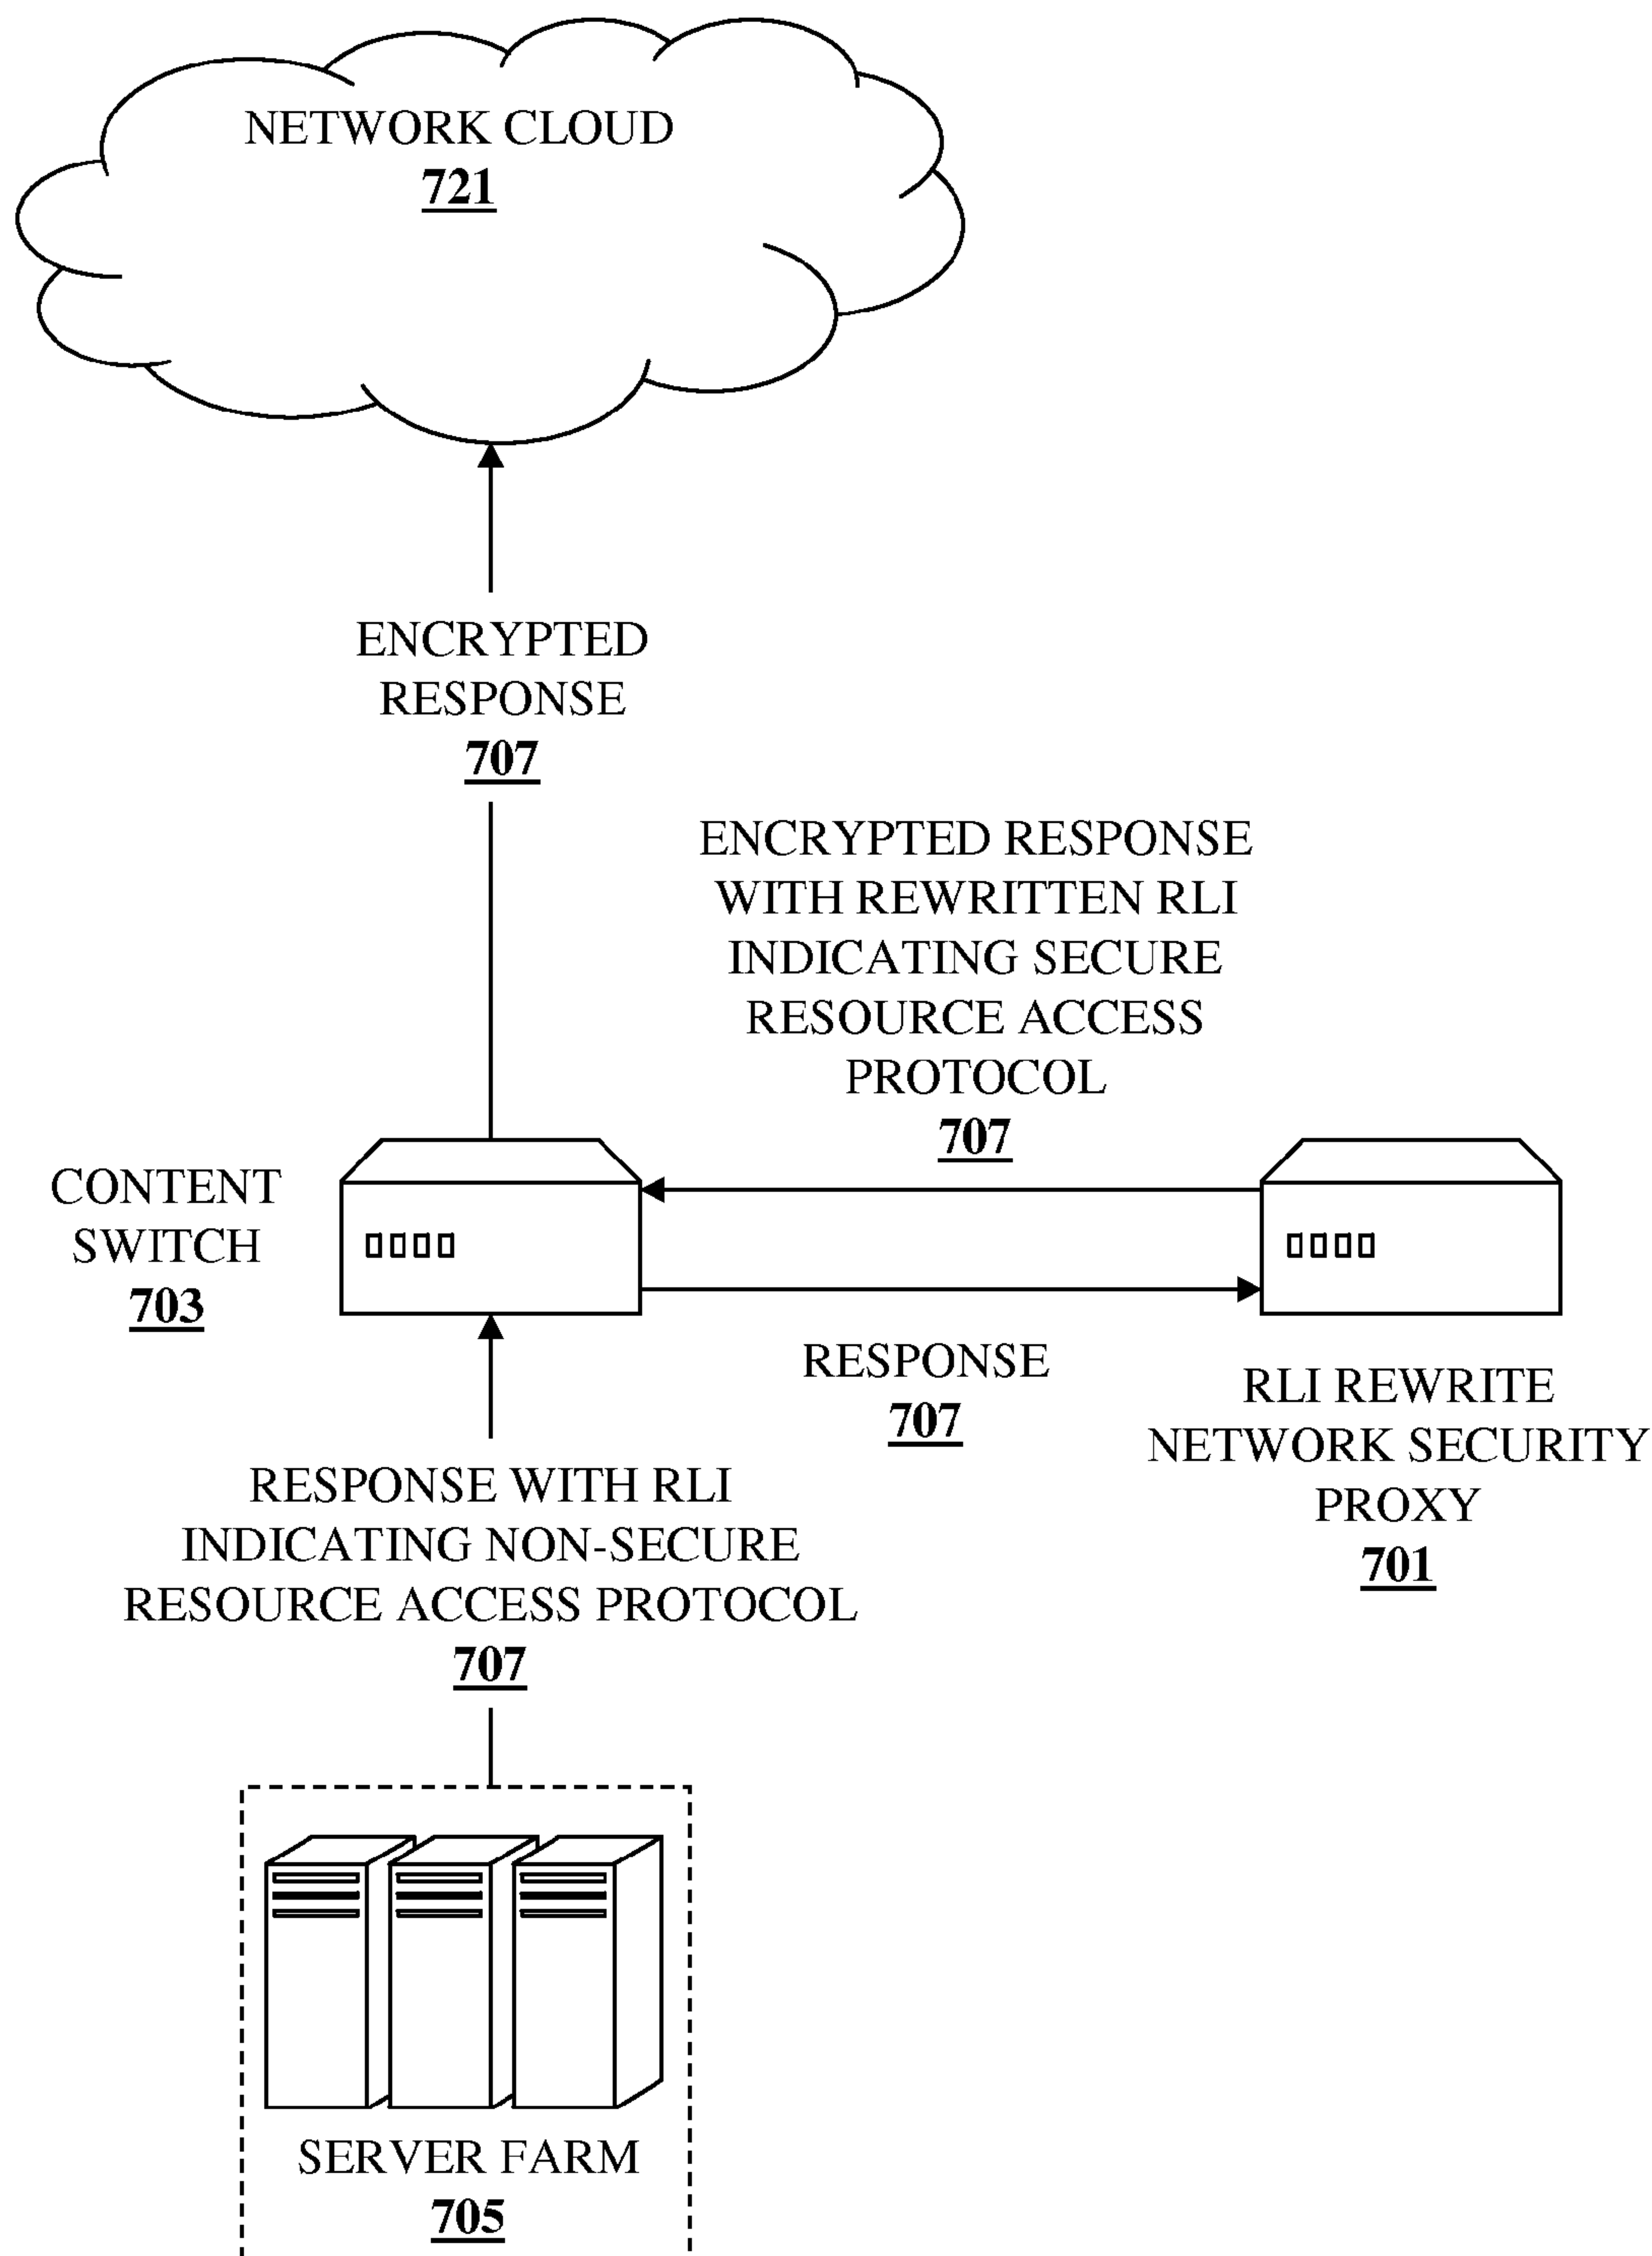 NETWORK CLOUD
721
ENCRYPTED
RESPONSE
707
ENCRYPTED RESPONSE
WITH REWRITTEN RLI
INDICATING SECURE
RESOURCE ACCESS
PROTOCOL
707
CONTENT
SWITCH
703
RESPONSE
707
RLI REWRITE
NETWORK SECURITY
PROXY
701
RESPONSE WITH RLI
INDICATING NON-SECURE
RESOURCE ACCESS PROTOCOL
707
SERVER FARM
705